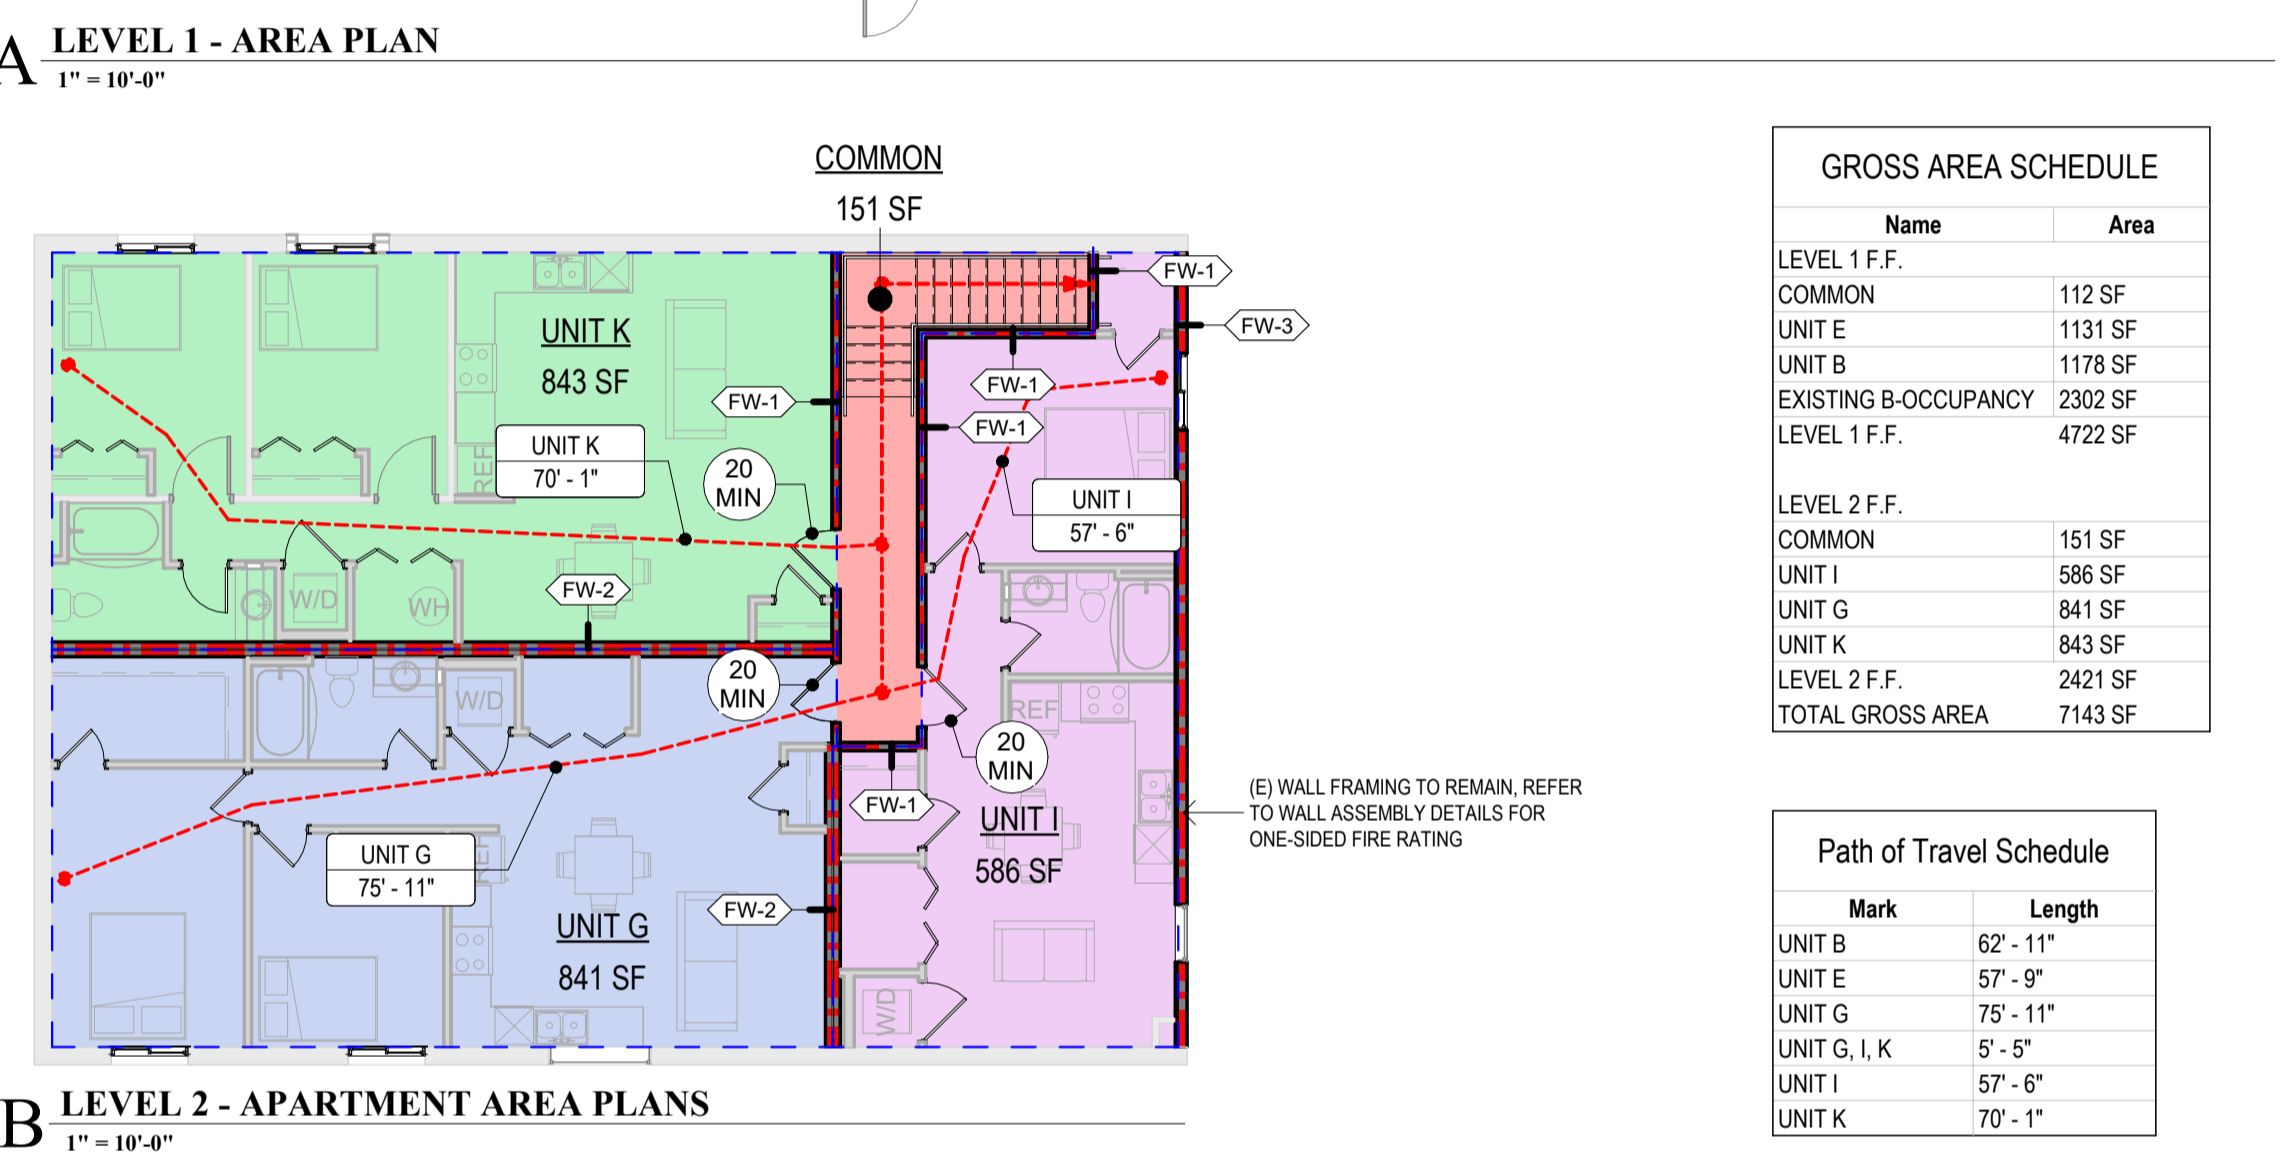 A LEVEL 1 - AREA PLAN
1" = 10'-0"
COMMON
151 SF
FW-1
FW-3
UNIT K
843 SF
FW-1
FW-1
FW-1
REF
UNIT K
70' - 1"
20
MIN
UNIT I
57' - 6"
FW-2
W/D
WH
20
MIN
W/D
REF
20
MIN
FW-1
UNIT I
586 SF
(E) WALL FRAMING TO REMAIN, REFER
TO WALL ASSEMBLY DETAILS FOR
ONE-SIDED FIRE RATING
REF
UNIT G
75' - 11"
FW-2
UNIT G
841 SF
W/D
B LEVEL 2 - APARTMENT AREA PLANS
1" = 10'-0"
GROSS AREA SCHEDULE
Name Area
LEVEL 1 F.F.
COMMON 112 SF
UNIT E 1131 SF
UNIT B 1178 SF
EXISTING B-OCCUPANCY 2302 SF
LEVEL 1 F.F. 4722 SF
LEVEL 2 F.F.
COMMON 151 SF
UNIT I 586 SF
UNIT G 841 SF
UNIT K 843 SF
LEVEL 2 F.F. 2421 SF
TOTAL GROSS AREA 7143 SF
Path of Travel Schedule
Mark Length
UNIT B 62' - 11"
UNIT E 57' - 9"
UNIT G 75' - 11"
UNIT G, I, K 5' - 5"
UNIT I 57' - 6"
UNIT K 70' - 1"